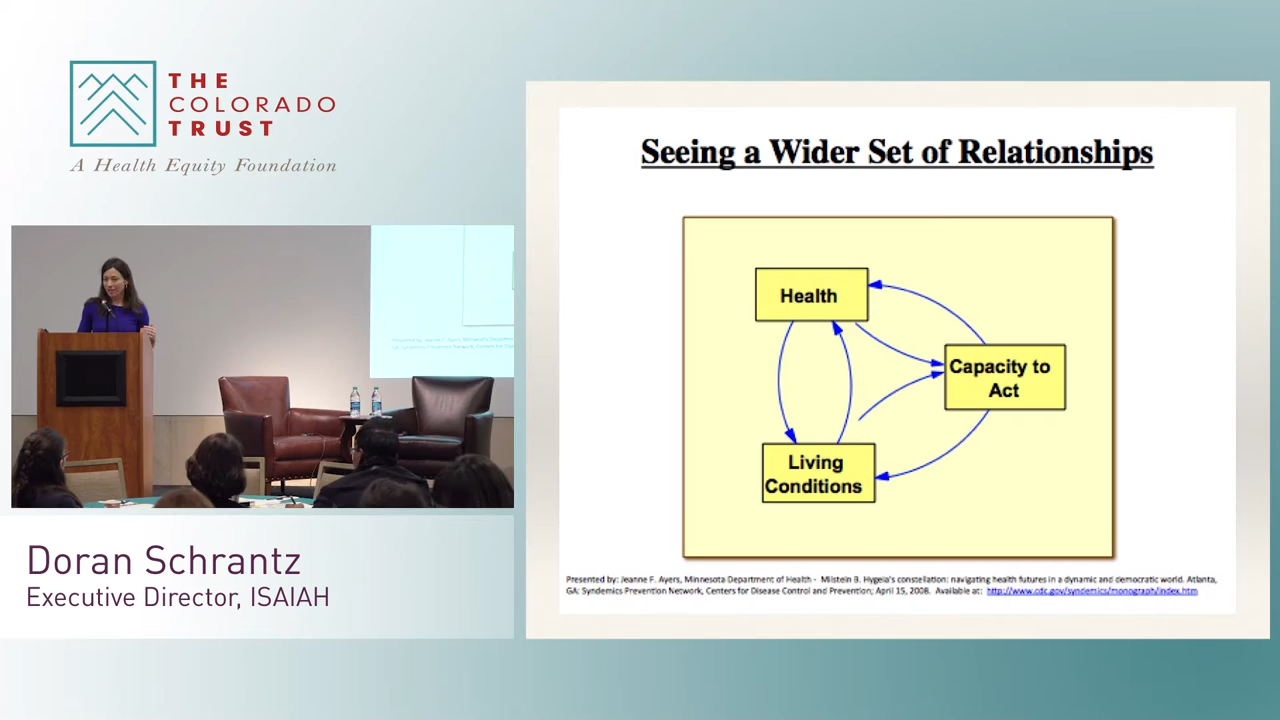 THE
COLORADO
TRUST
A Health Equity Foundation
Doran Schrantz
Executive Director, ISAIAH
Seeing a Wider Set of Relationships
Health
Capacity to
Act
Living
Conditions
Presented by: Jeanne F. Ayers, Minnesota Department of Health - Milstein B. Hygeia's constellation: navigating health futures in a dynamic and democratic world. Atlanta,
GA: Syndemics Prevention Network, Centers for Disease Control and Prevention; April 15, 2008. Available at: http://www.cdc.gov/syndemics/monograph/index.htm